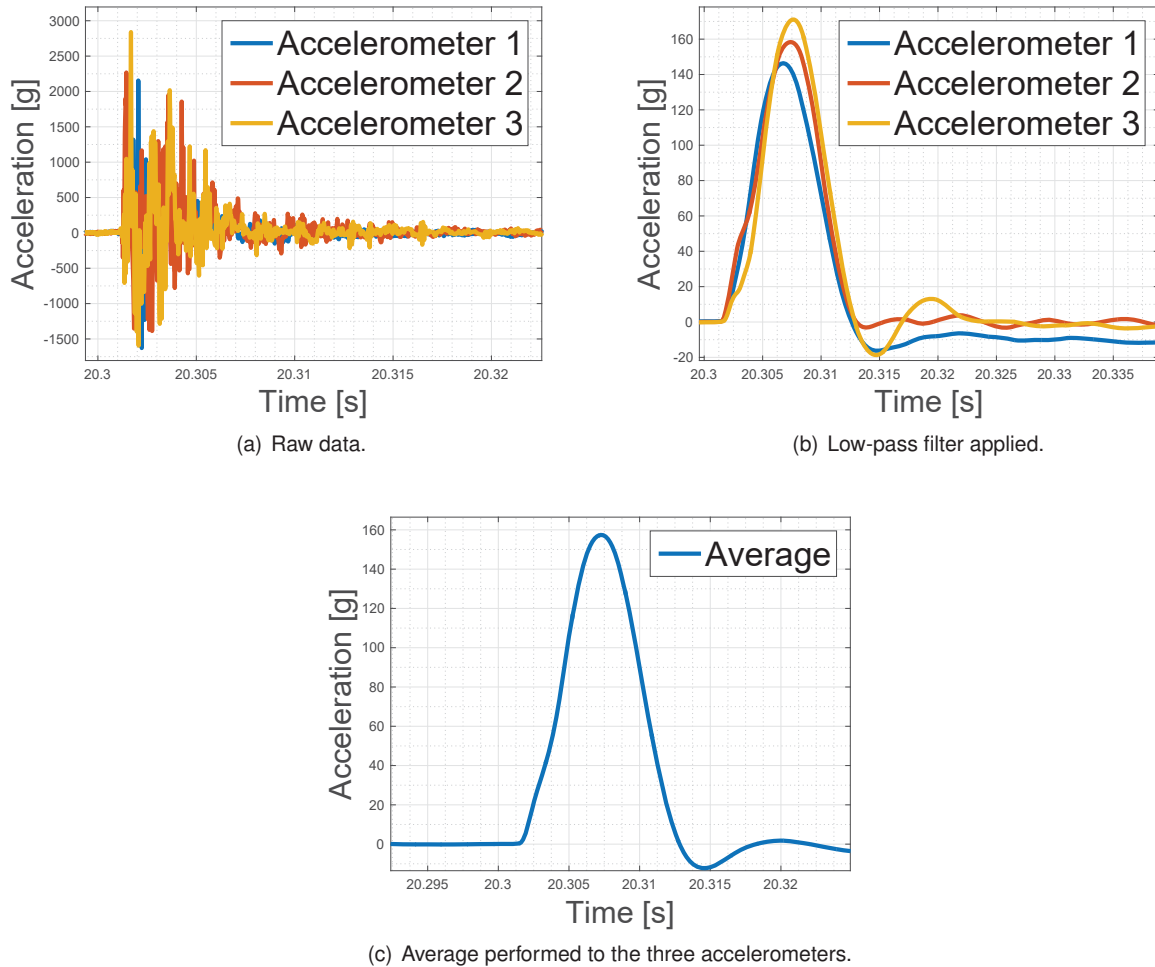 3000
2500
2000
1500
1000
500
0
-500
-1000
-1500
Acceleration [g]
Accelerometer 1
Accelerometer 2
Accelerometer 3
20.3 20.305 20.31 20.315 20.32
Time [s]
(a) Raw data.
160
140
120
100
80
60
40
20
0
-20
Acceleration [g]
Accelerometer 1
Accelerometer 2
Accelerometer 3
20.3 20.305 20.31 20.315 20.32 20.325 20.33 20.335
Time [s]
(b) Low-pass filter applied.
160
140
120
100
80
60
40
20
0
Acceleration [g]
Average
20.295 20.3 20.305 20.31 20.315 20.32
Time [s]
(c) Average performed to the three accelerometers.